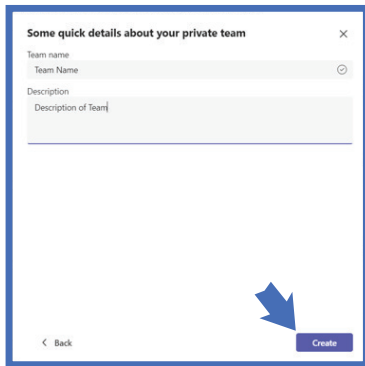 Some quick details about your private team
Team name
Team Name
Description
Description of Team
Back
Create